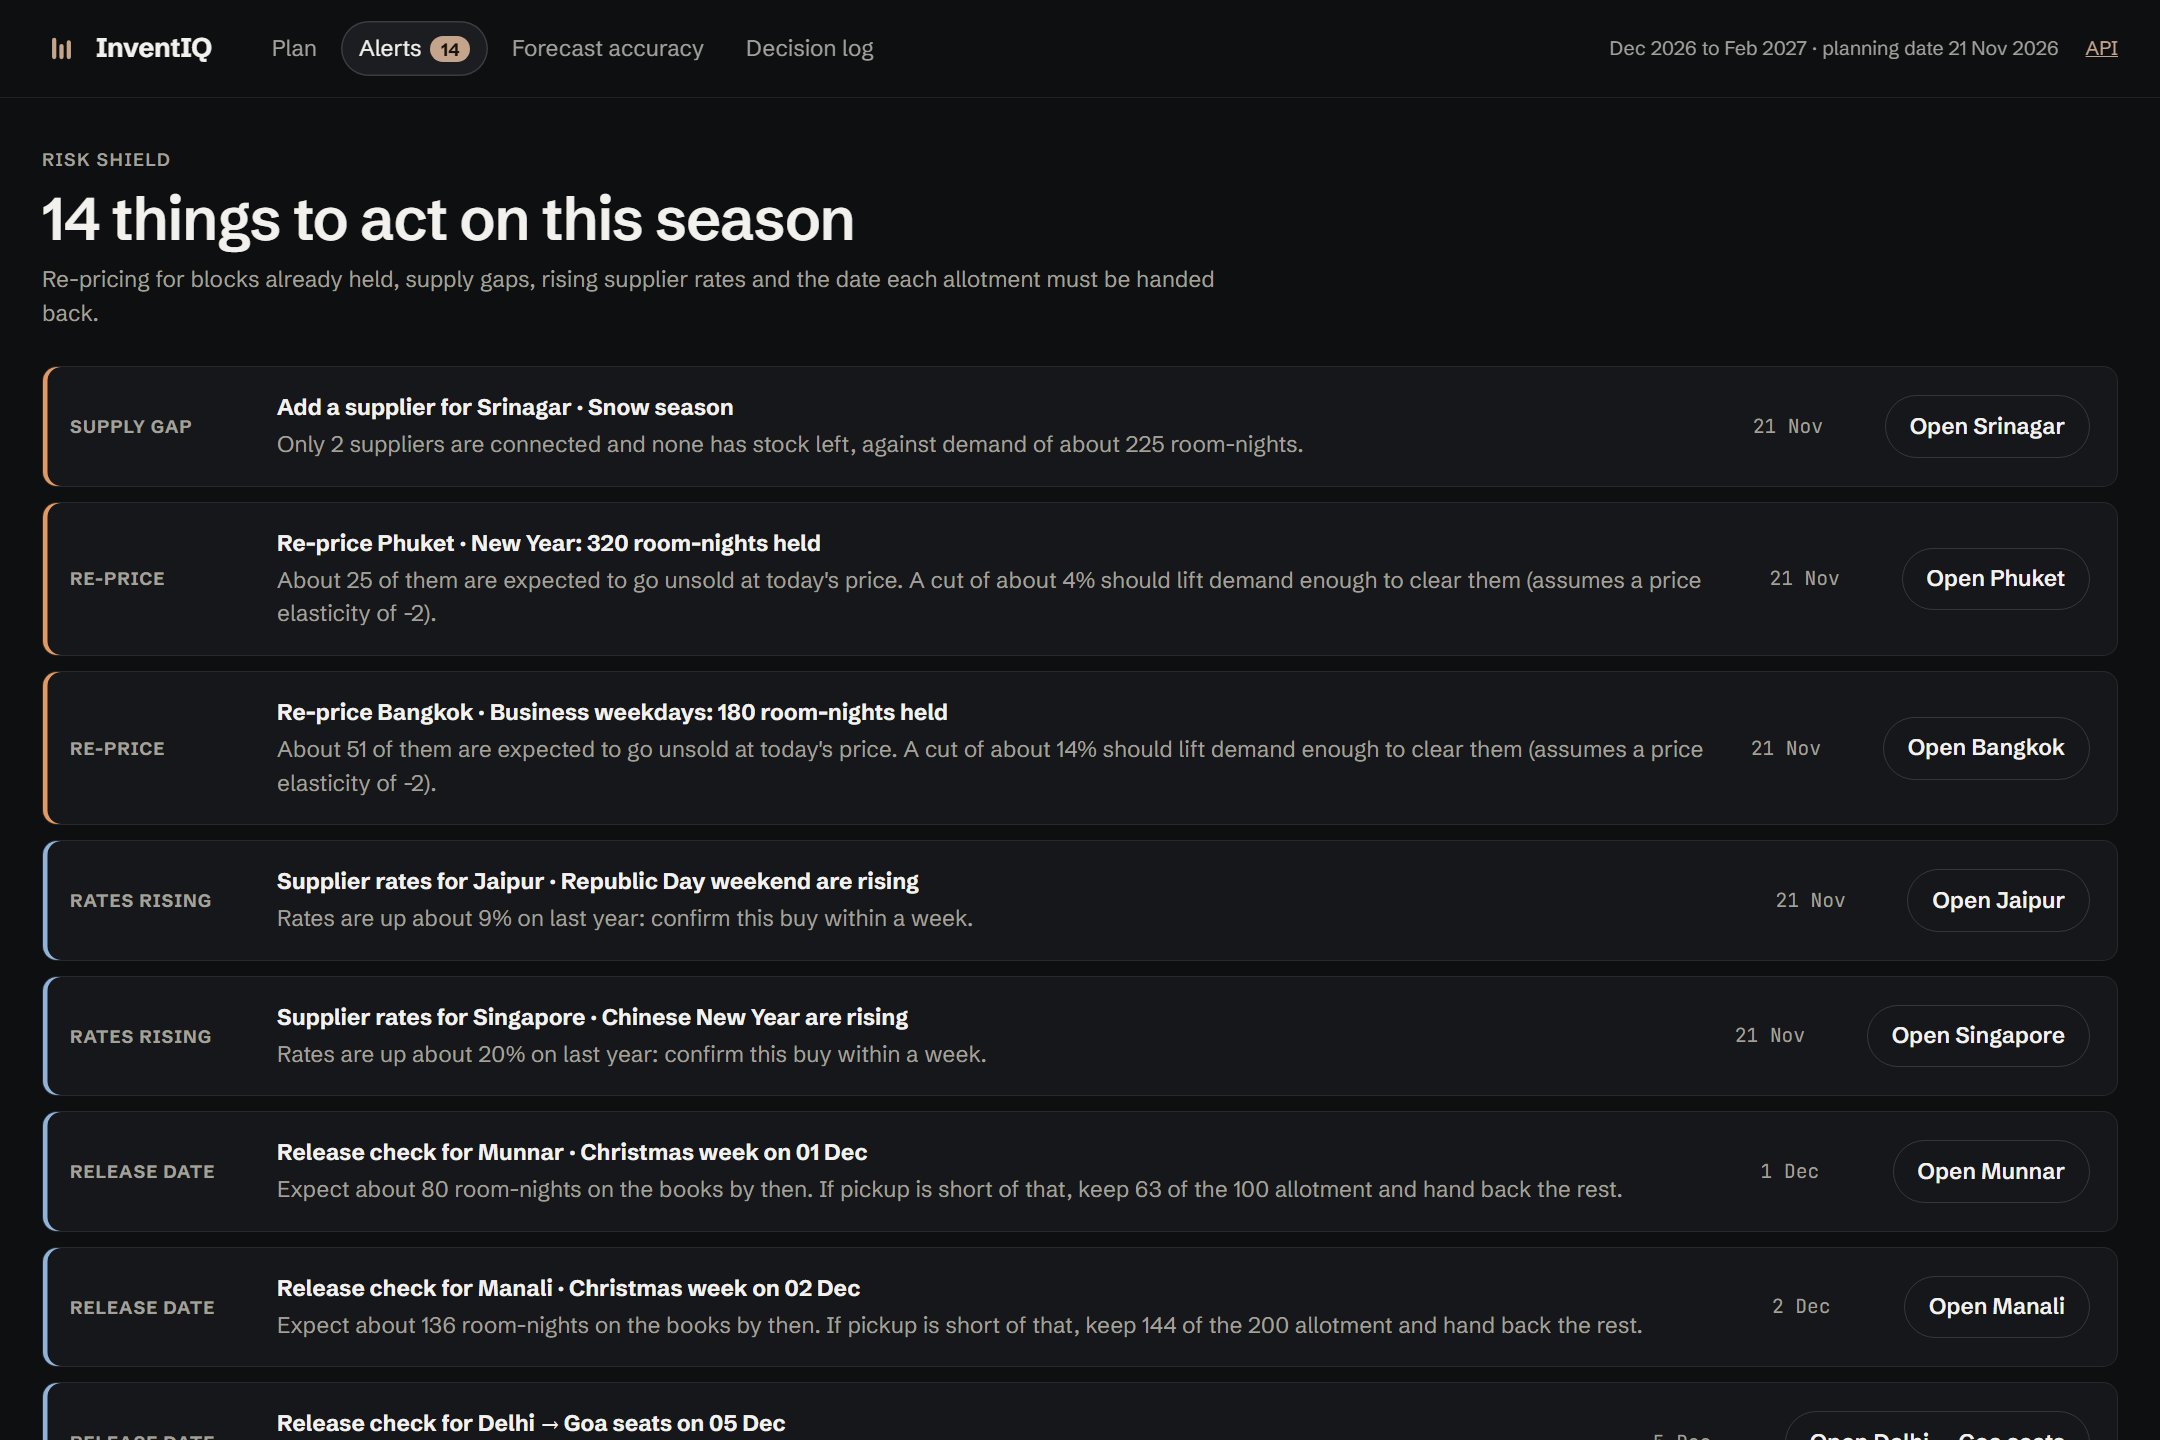 InventIQ
Plan
Alerts 14
Forecast accuracy
Decision log
Dec 2026 to Feb 2027 · planning date 21 Nov 2026
API
RISK SHIELD
14 things to act on this season
Re-pricing for blocks already held, supply gaps, rising supplier rates and the date each allotment must be handed
back.
SUPPLY GAP
Add a supplier for Srinagar · Snow season
Only 2 suppliers are connected and none has stock left, against demand of about 225 room-nights.
21 Nov
Open Srinagar
RE-PRICE
Re-price Phuket · New Year: 320 room-nights held
About 25 of them are expected to go unsold at today's price. A cut of about 4% should lift demand enough to clear them (assumes a price
elasticity of -2).
21 Nov
Open Phuket
RE-PRICE
Re-price Bangkok · Business weekdays: 180 room-nights held
About 51 of them are expected to go unsold at today's price. A cut of about 14% should lift demand enough to clear them (assumes a price
elasticity of -2).
21 Nov
Open Bangkok
RATES RISING
Supplier rates for Jaipur · Republic Day weekend are rising
Rates are up about 9% on last year: confirm this buy within a week.
21 Nov
Open Jaipur
RATES RISING
Supplier rates for Singapore · Chinese New Year are rising
Rates are up about 20% on last year: confirm this buy within a week.
21 Nov
Open Singapore
RELEASE DATE
Release check for Munnar · Christmas week on 01 Dec
Expect about 80 room-nights on the books by then. If pickup is short of that, keep 63 of the 100 allotment and hand back the rest.
1 Dec
Open Munnar
RELEASE DATE
Release check for Manali · Christmas week on 02 Dec
Expect about 136 room-nights on the books by then. If pickup is short of that, keep 144 of the 200 allotment and hand back the rest.
2 Dec
Open Manali
RELEASE DATE
Release check for Delhi → Goa seats on 05 Dec
5 Dec
Open Delhi → Goa seats